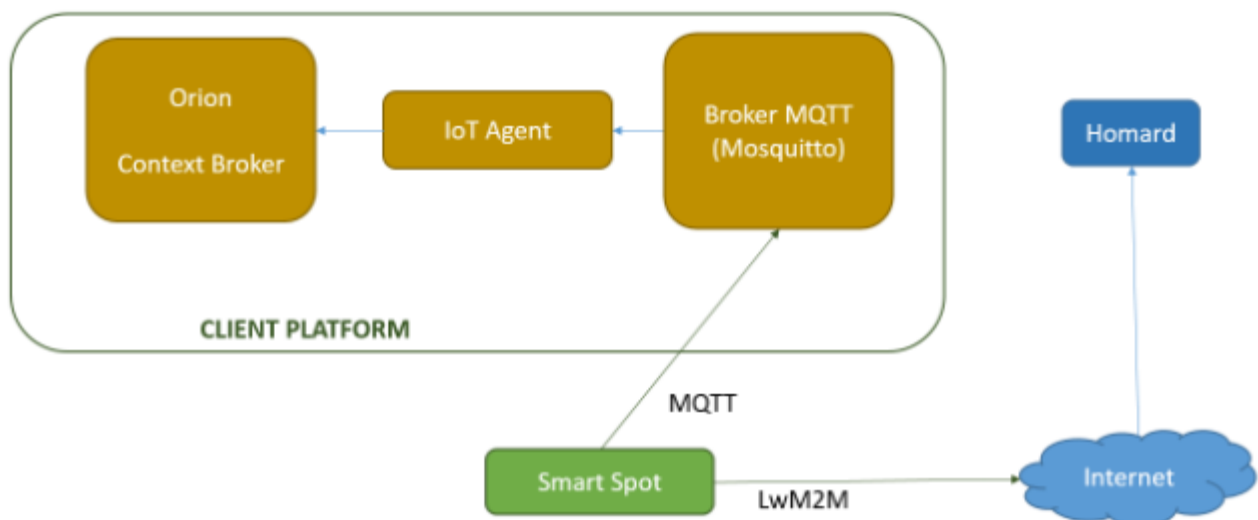 Orion
Context Broker
IoT Agent
Broker MQTT
(Mosquitto)
Homard
CLIENT PLATFORM
MQTT
Smart Spot
LwM2M
Internet